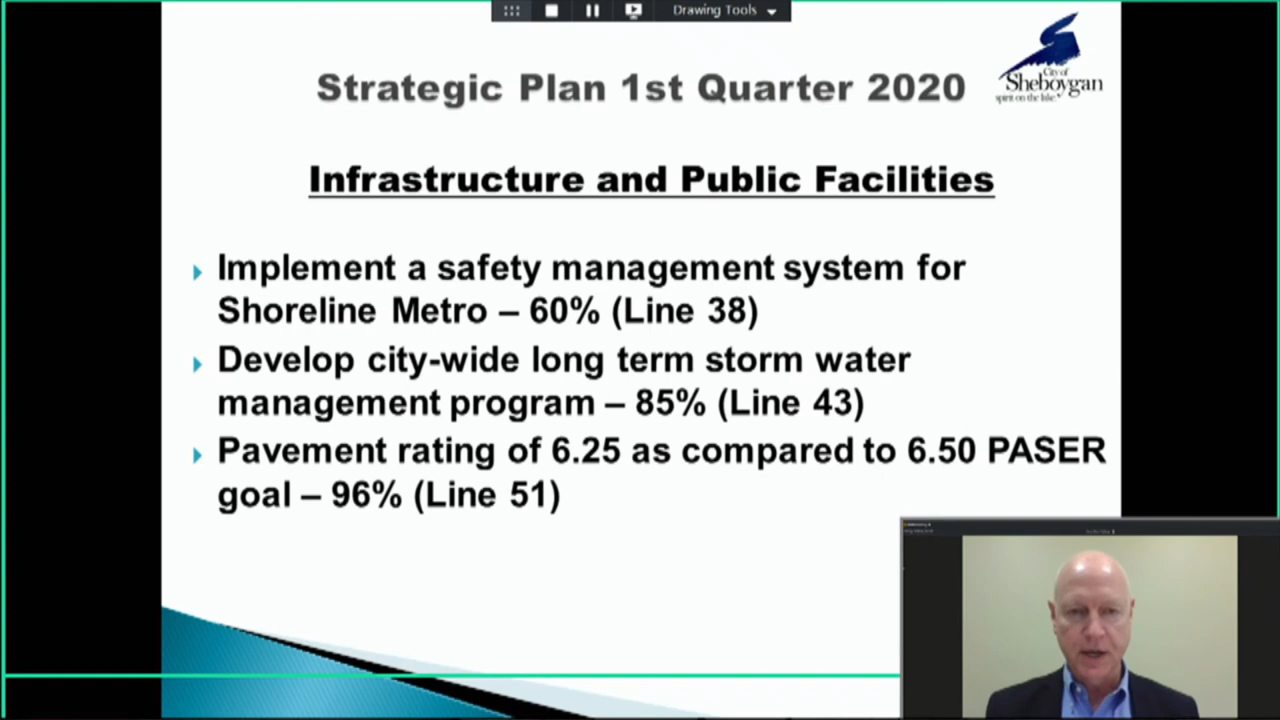 Drawing Tools
Strategic Plan 1st Quarter 2020
City of
Sheboygan
spirit on the lake
Infrastructure and Public Facilities
Implement a safety management system for
Shoreline Metro – 60% (Line 38)
Develop city-wide long term storm water
management program – 85% (Line 43)
Pavement rating of 6.25 as compared to 6.50 PASER
goal – 96% (Line 51)